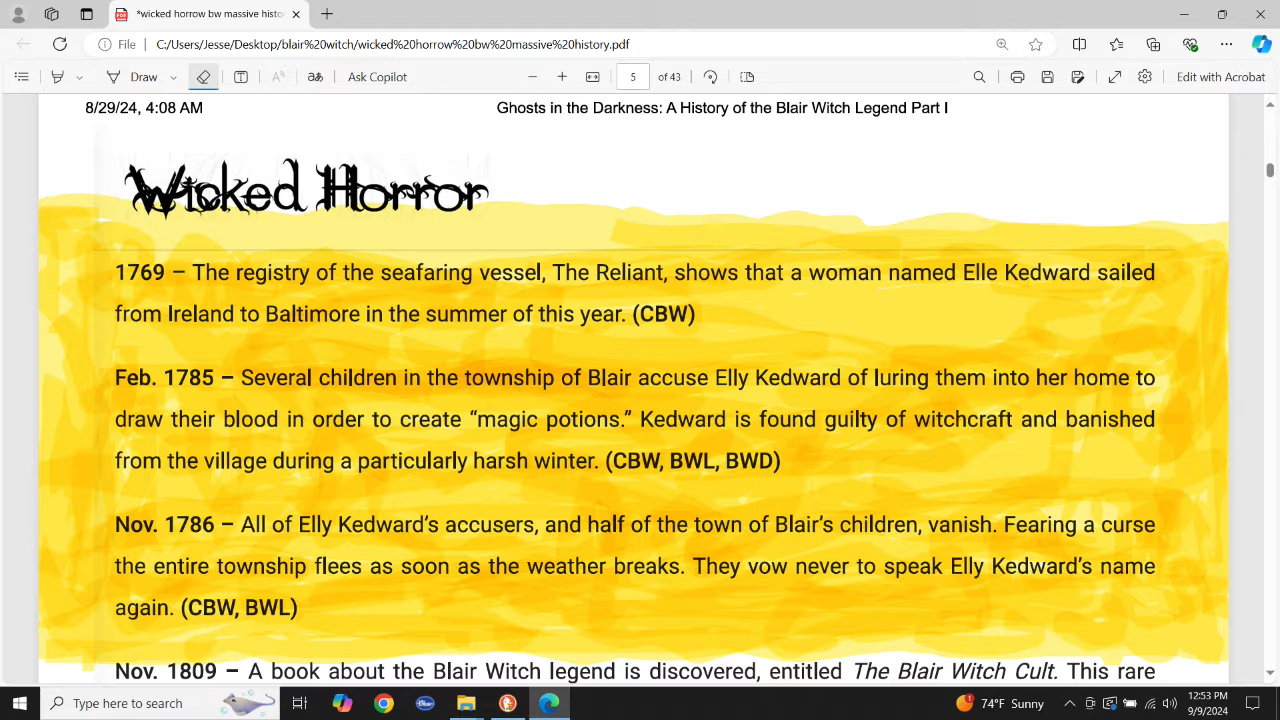 *wicked horrow bw massive histo
File C:/Users/Jesse/Desktop/blair%20witch/wicked%20horrow%20bw%20massive%20history.pdf
Draw Ask Copilot 5 of 43 Edit with Acrobat
8/29/24, 4:08 AM Ghosts in the Darkness: A History of the Blair Witch Legend Part I
Wicked Horror
1769 – The registry of the seafaring vessel, The Reliant, shows that a woman named Elle Kedward sailed
from Ireland to Baltimore in the summer of this year. (CBW)
Feb. 1785 – Several children in the township of Blair accuse Elly Kedward of luring them into her home to
draw their blood in order to create “magic potions.” Kedward is found guilty of witchcraft and banished
from the village during a particularly harsh winter. (CBW, BWL, BWD)
Nov. 1786 – All of Elly Kedward’s accusers, and half of the town of Blair’s children, vanish. Fearing a curse
the entire township flees as soon as the weather breaks. They vow never to speak Elly Kedward’s name
again. (CBW, BWL)
Nov. 1809 – A book about the Blair Witch legend is discovered, entitled The Blair Witch Cult. This rare
Type here to search 74°F Sunny 12:53 PM
9/9/2024